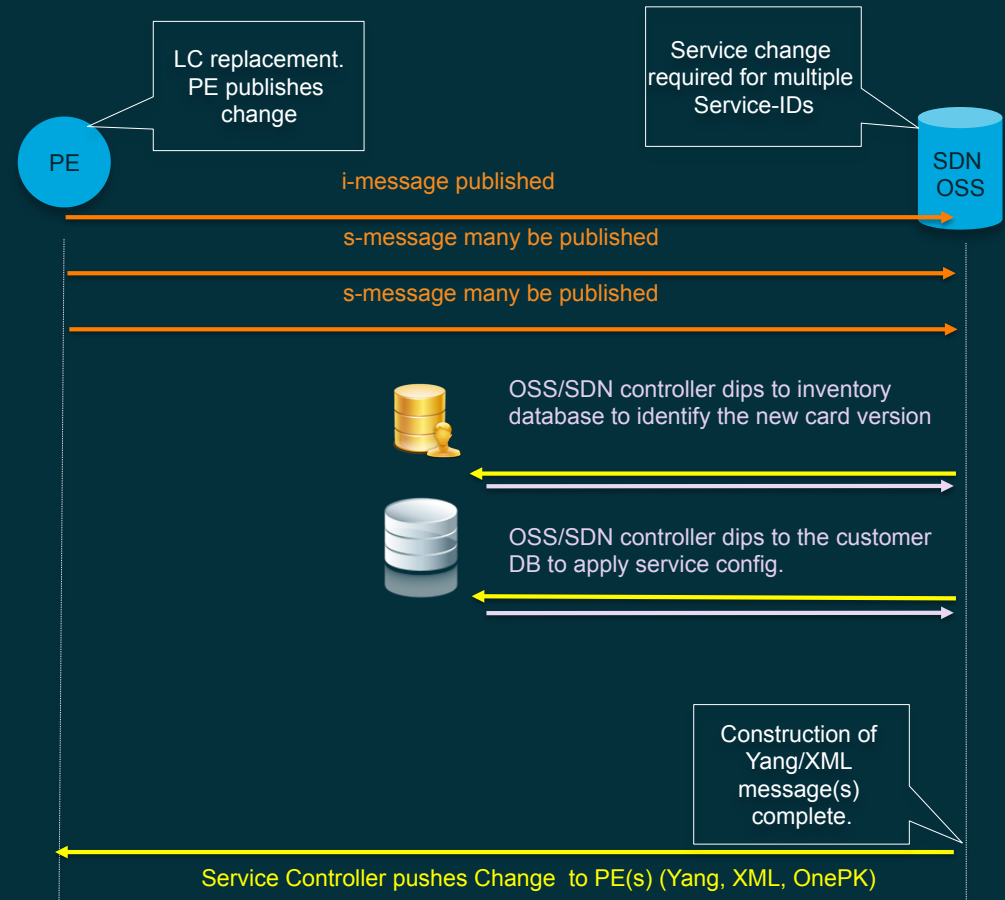 LC replacement.
PE publishes
change
Service change
required for multiple
Service-IDs
PE
SDN
OSS
i-message published
s-message many be published
s-message many be published
OSS/SDN controller dips to inventory
database to identify the new card version
OSS/SDN controller dips to the customer
DB to apply service config.
Construction of
Yang/XML
message(s)
complete.
Service Controller pushes Change to PE(s) (Yang, XML, OnePK)